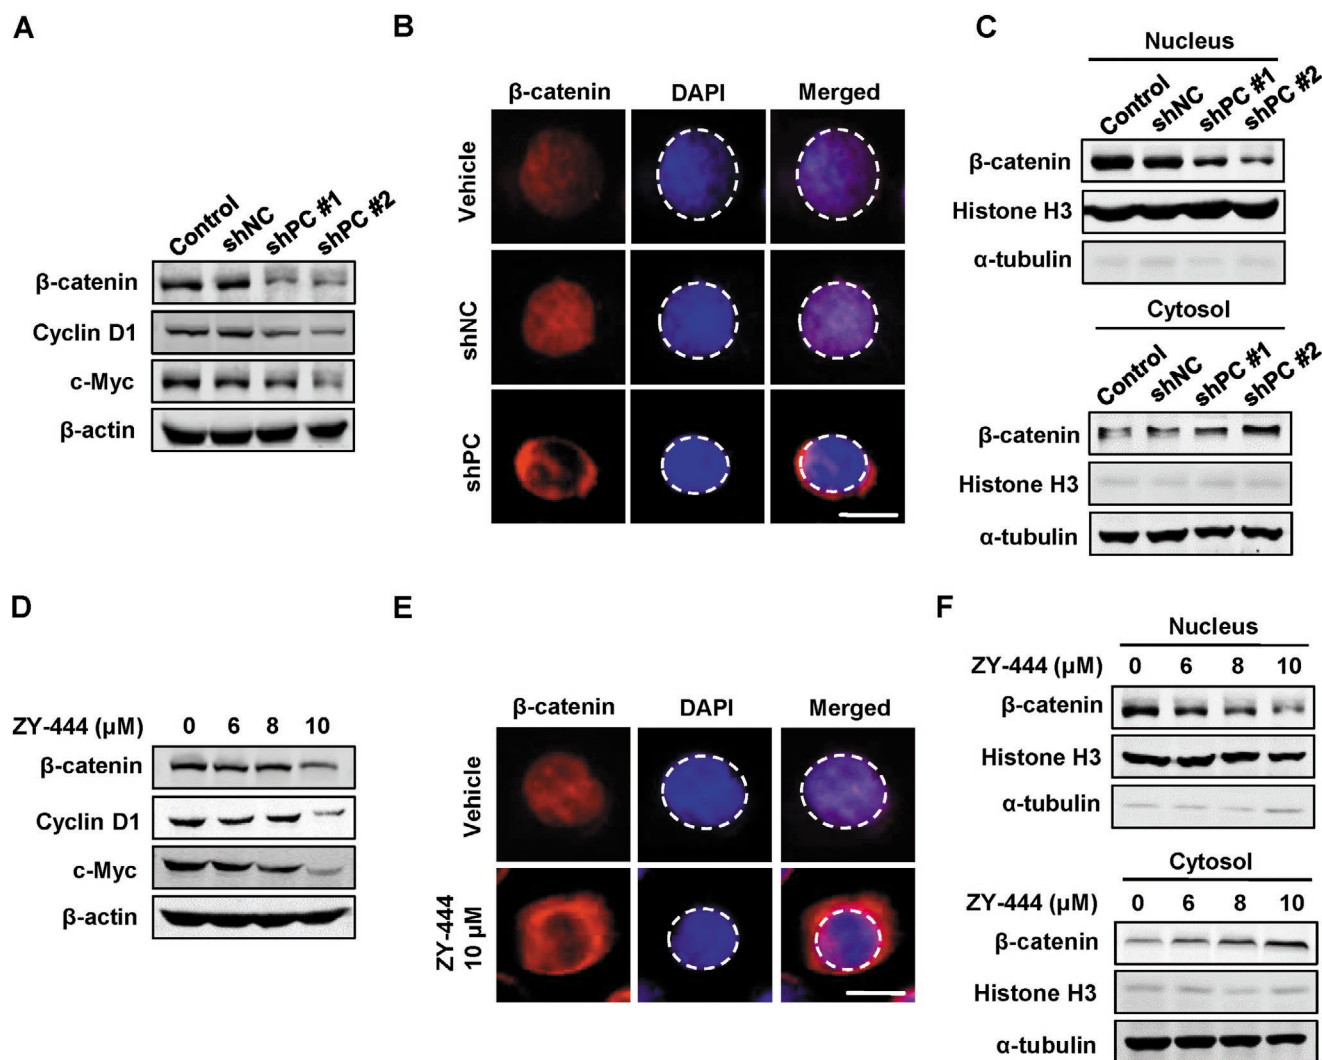 A
Control shNC shPC #1 shPC #2
β-catenin
Cyclin D1
c-Myc
β-actin
B
β-catenin DAPI Merged
Vehicle
shNC
shPC
C
Nucleus
Control shNC shPC #1 shPC #2
β-catenin
Histone H3
α-tubulin
Cytosol
Control shNC shPC #1 shPC #2
β-catenin
Histone H3
α-tubulin
D
ZY-444 (μM) 0 6 8 10
β-catenin
Cyclin D1
c-Myc
β-actin
E
β-catenin DAPI Merged
Vehicle
ZY-444
10 μM
F
Nucleus
ZY-444 (μM) 0 6 8 10
β-catenin
Histone H3
α-tubulin
Cytosol
ZY-444 (μM) 0 6 8 10
β-catenin
Histone H3
α-tubulin